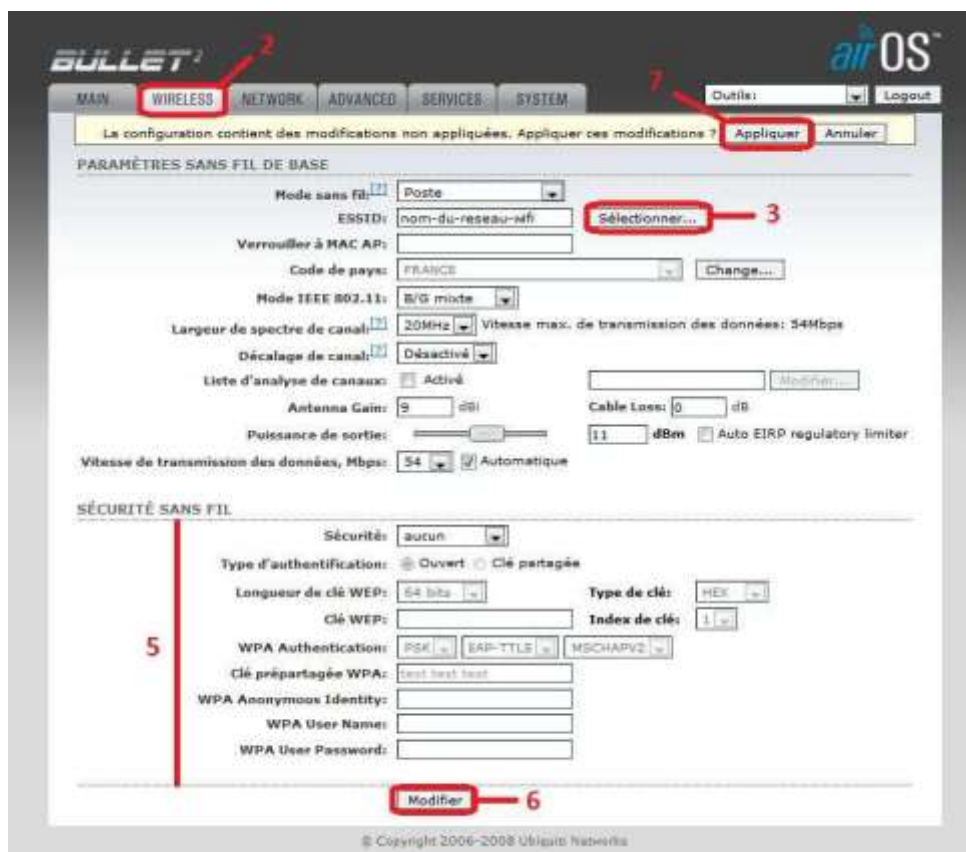 BULLET2
2
airOS™
7
MAIN WIRELESS NETWORK ADVANCED SERVICES SYSTEM Outils: Logout
La configuration contient des modifications non appliquées. Appliquer ces modifications ? Appliquer Annuler
PARAMÈTRES SANS FIL DE BASE
Mode sans fil:[?] Poste
ESSID: nom-du-reseau-wifi Sélectionner... 3
Verrouiller à MAC AP:
Code de pays: FRANCE Change...
Mode IEEE 802.11: B/G mixte
Largeur de spectre de canal:[?] 20MHz Vitesse max. de transmission des données: 54Mbps
Décalage de canal:[?] Désactivé
Liste d'analyse de canaux: Activé Modifier...
Antenna Gain: 9 dBi Cable Loss: 0 dB
Puissance de sortie: 11 dBm Auto EIRP regulatory limiter
Vitesse de transmission des données, Mbps: 54 Automatique
SÉCURITÉ SANS FIL
Sécurité: aucun
Type d'authentification: Ouvert Clé partagée
Longueur de clé WEP: 64 bits Type de clé: HEX
Clé WEP: Index de clé: 1
5
WPA Authentication: PSK EAP-TTLS MSCHAPV2
Clé prépartagée WPA: test test test
WPA Anonymous Identity:
WPA User Name:
WPA User Password:
Modifier 6
© Copyright 2006-2008 Ubiquiti Networks